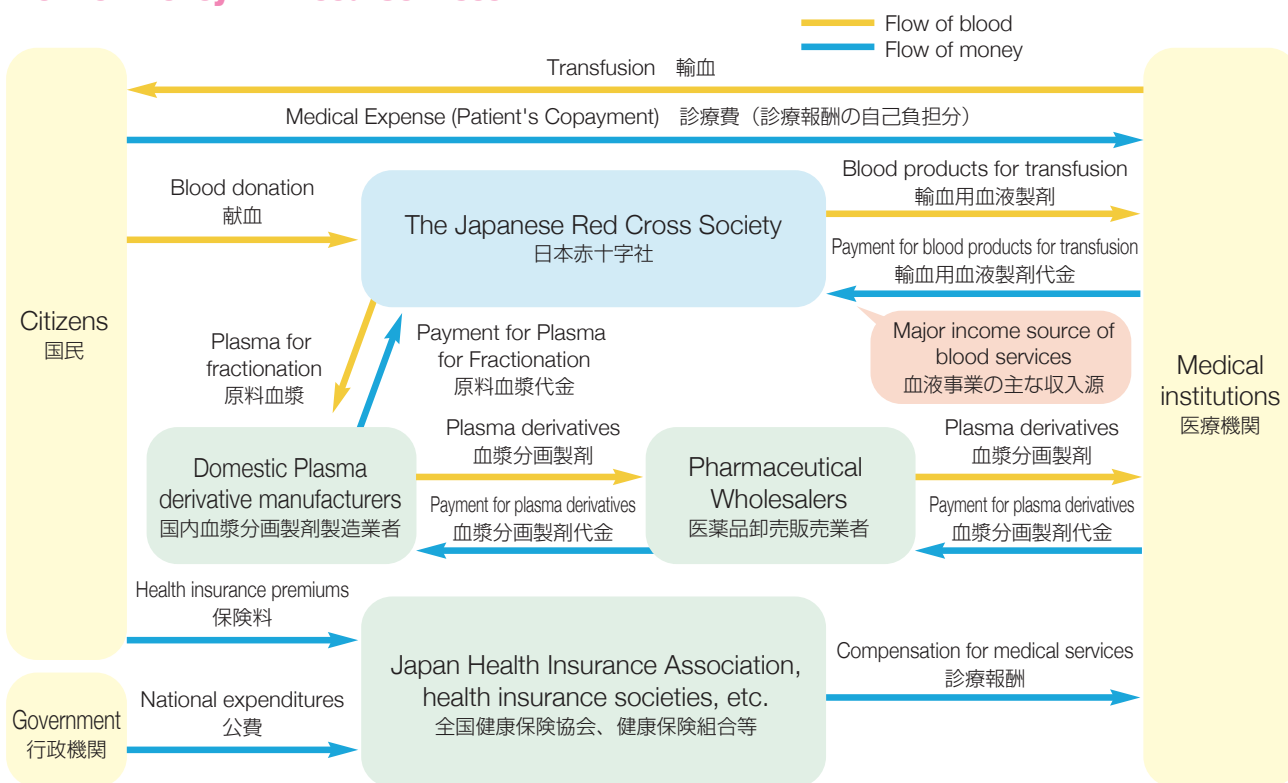 Flow of blood
Flow of money
Transfusion 輸血
Medical Expense (Patient's Copayment) 診療費（診療報酬の自己負担分）
Blood donation
献血
The Japanese Red Cross Society
日本赤十字社
Blood products for transfusion
輸血用血液製剤
Payment for blood products for transfusion
輸血用血液製剤代金
Major income source of
blood services
血液事業の主な収入源
Citizens
国民
Plasma for
fractionation
原料血漿
Payment for Plasma
for Fractionation
原料血漿代金
Medical
institutions
医療機関
Domestic Plasma
derivative manufacturers
国内血漿分画製剤製造業者
Plasma derivatives
血漿分画製剤
Payment for plasma derivatives
血漿分画製剤代金
Pharmaceutical
Wholesalers
医薬品卸売販売業者
Plasma derivatives
血漿分画製剤
Payment for plasma derivatives
血漿分画製剤代金
Health insurance premiums
保険料
Japan Health Insurance Association,
health insurance societies, etc.
全国健康保険協会、健康保険組合等
Compensation for medical services
診療報酬
Government
行政機関
National expenditures
公費